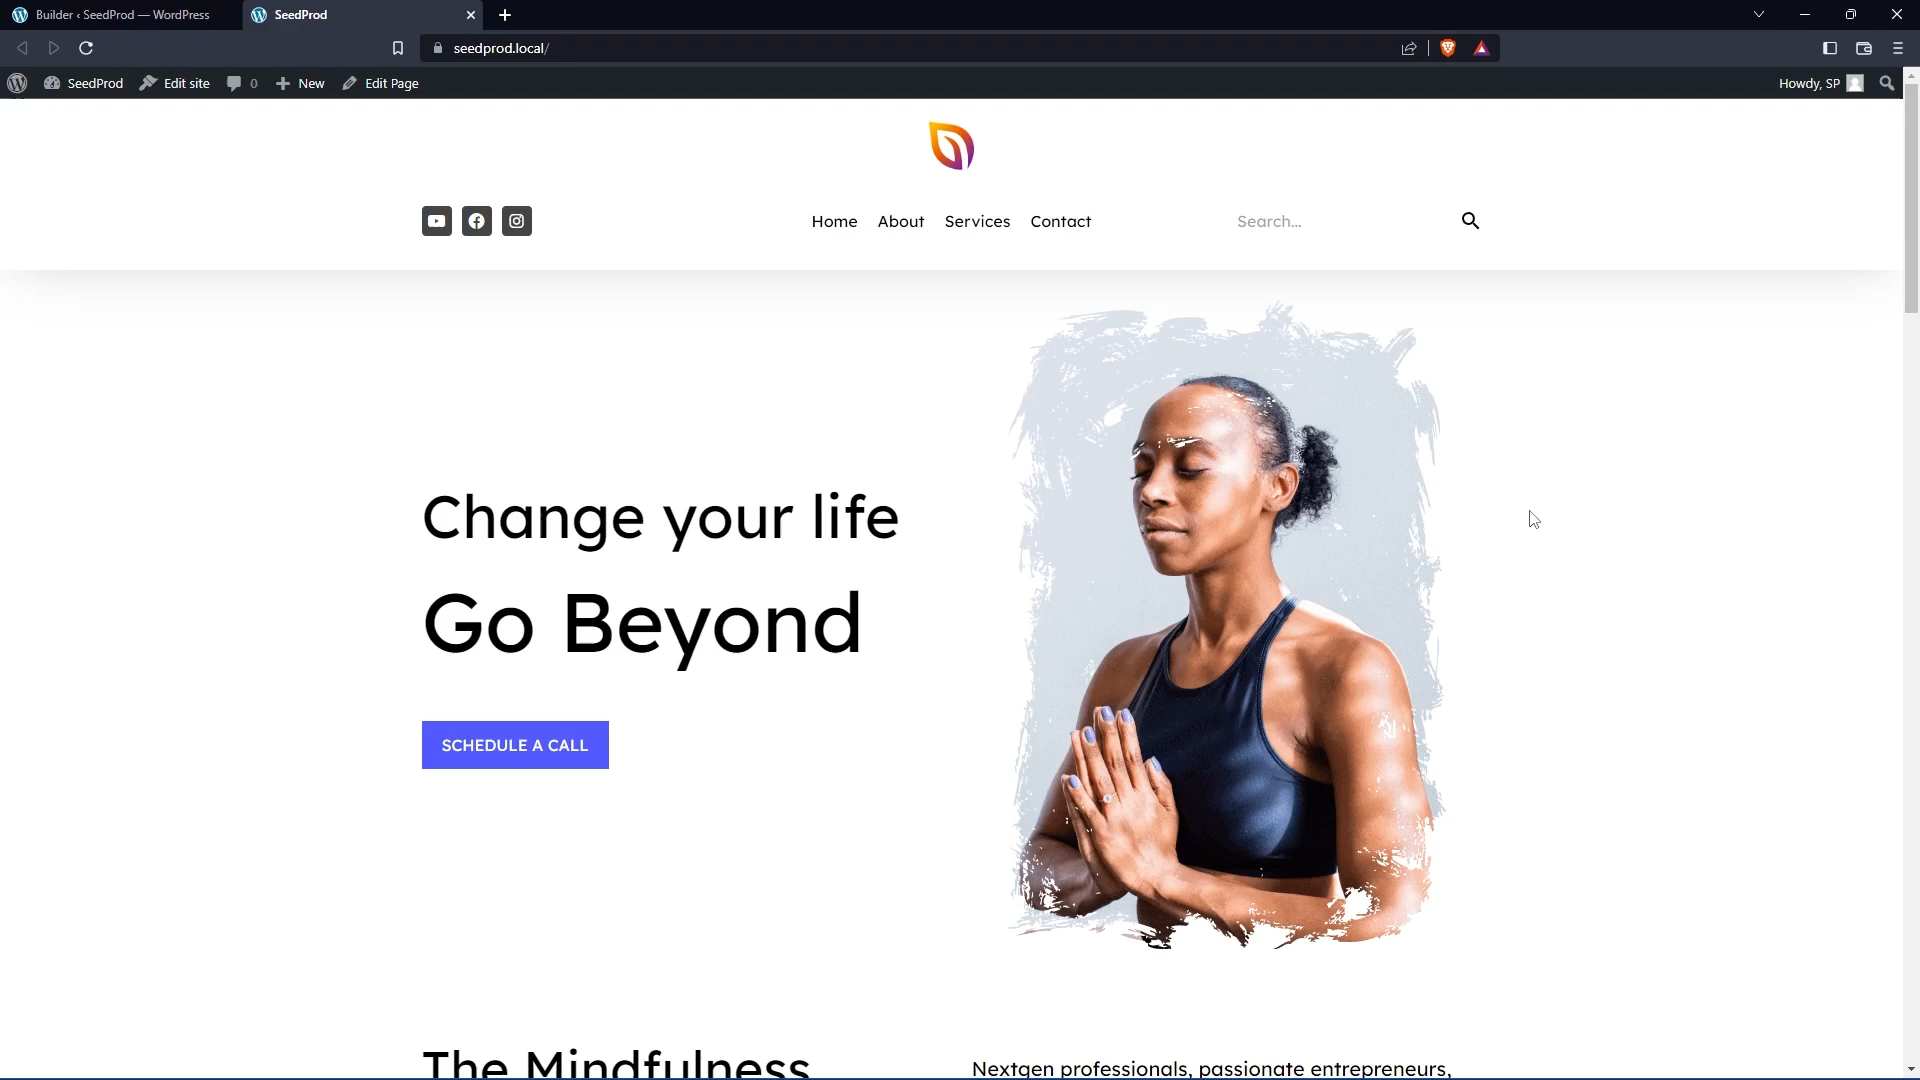 Builder ‹ SeedProd — WordPress
SeedProd
seedprod.local/
SeedProd
Edit site
0
New
Edit Page
Howdy, SP
Home
About
Services
Contact
Search...
Change your life
Go Beyond
SCHEDULE A CALL
The Mindfulness
Nextgen professionals, passionate entrepreneurs,